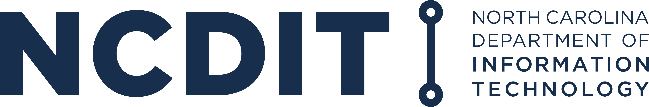 NCDIT
NORTH CAROLINA
DEPARTMENT OF
INFORMATION
TECHNOLOGY